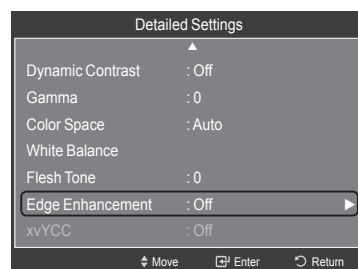 Detailed Settings
Dynamic Contrast : Off
Gamma : 0
Color Space : Auto
White Balance
Flesh Tone : 0
Edge Enhancement : Off
xvYCC : Off
Move Enter Return